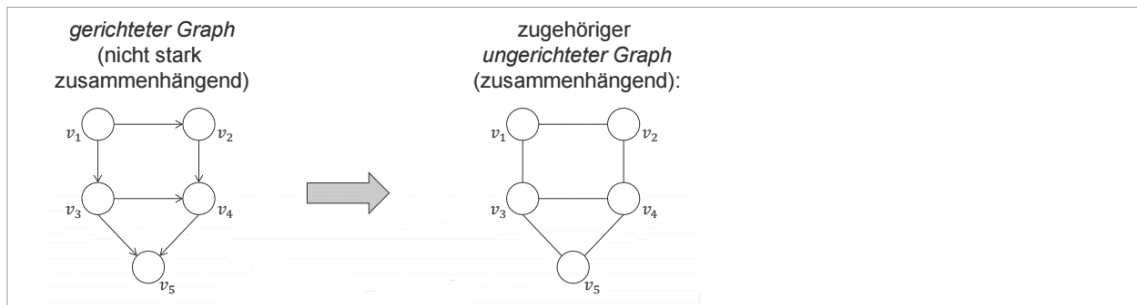 gerichteter Graph
(nicht stark
zusammenhängend)
zugehöriger
ungerichteter Graph
(zusammenhängend):
v₁
v₂
v₃
v₄
v₅
v₁
v₂
v₃
v₄
v₅